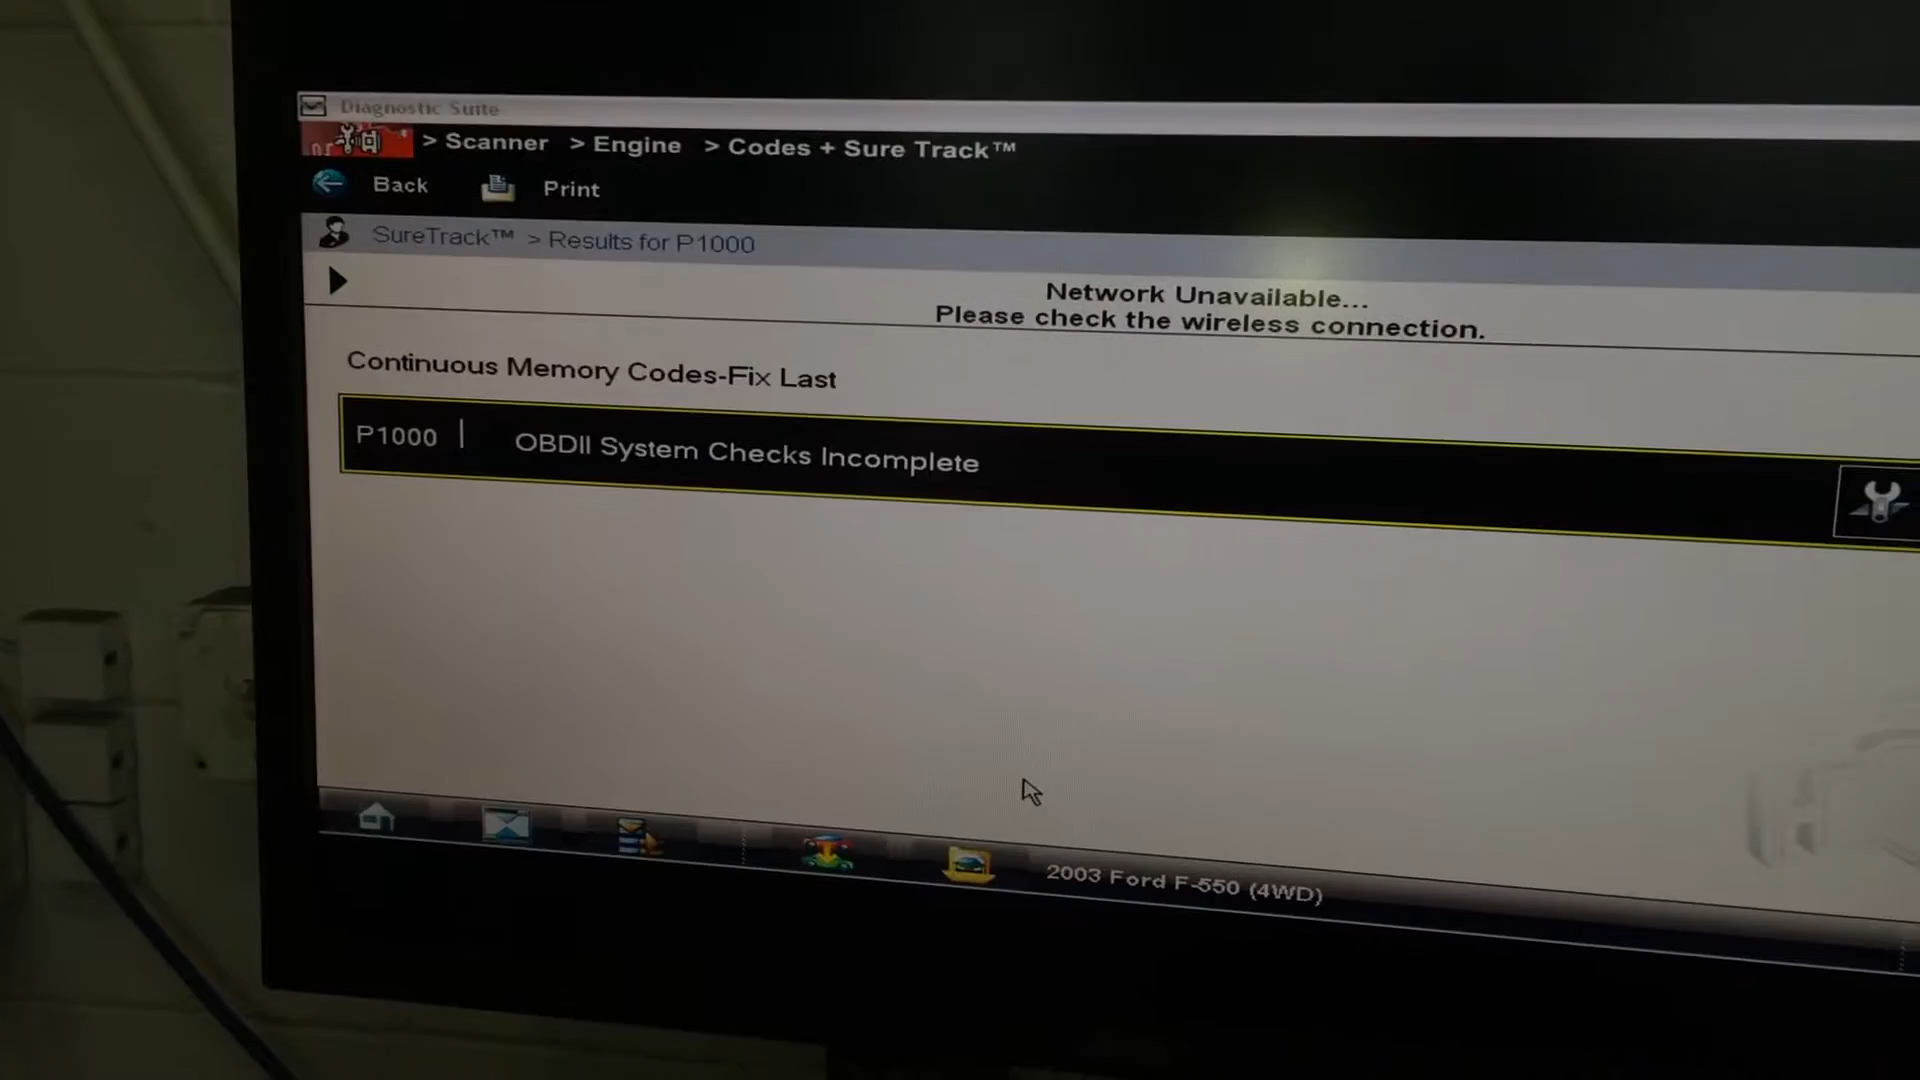 Diagnostic Suite
> Scanner > Engine > Codes + Sure Track™
Back Print
SureTrack™ > Results for P1000
Network Unavailable...
Please check the wireless connection.
Continuous Memory Codes-Fix Last
P1000 | OBDII System Checks Incomplete
2003 Ford F-550 (4WD)